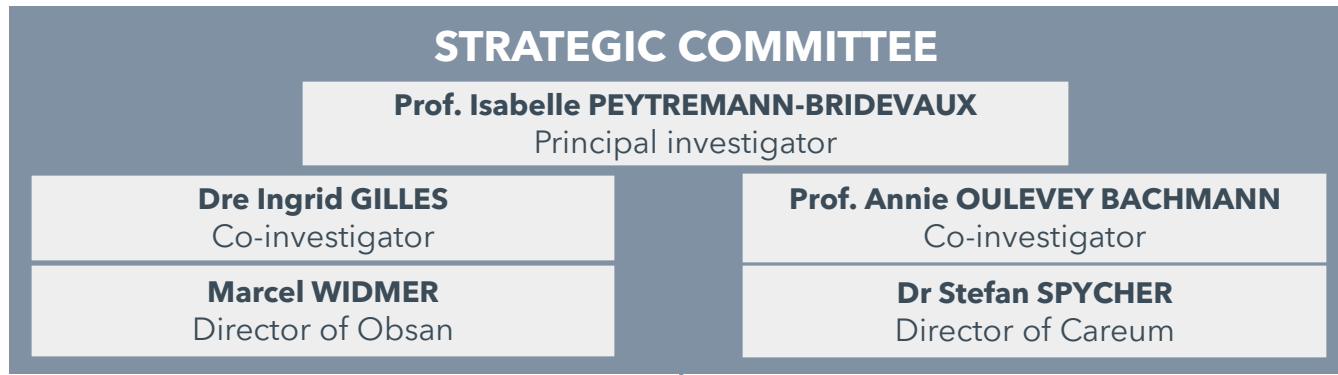 STRATEGIC COMMITTEE
Prof. Isabelle PEYTREMANN-BRIDEVAUX
Principal investigator
Dre Ingrid GILLES
Co-investigator
Prof. Annie OULEVEY BACHMANN
Co-investigator
Marcel WIDMER
Director of Obsan
Dr Stefan SPYCHER
Director of Careum